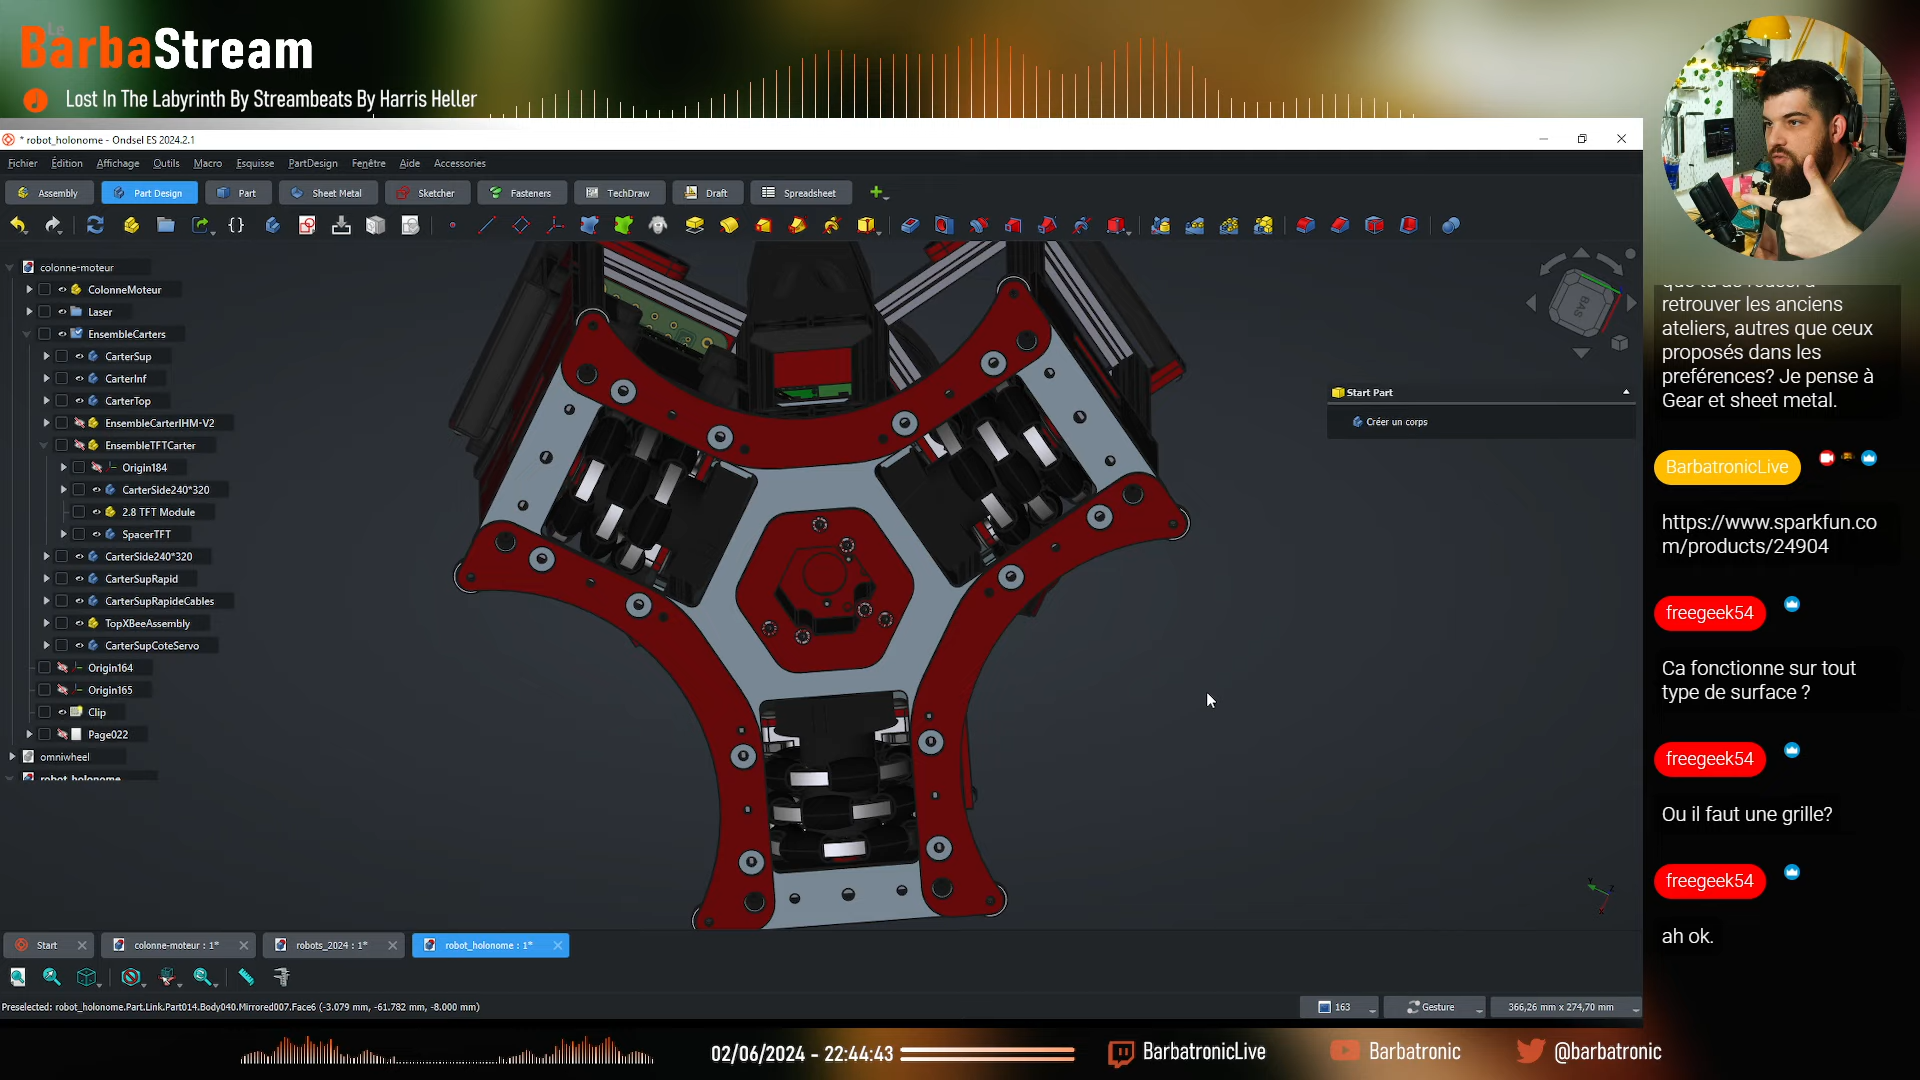 Le
BarbaStream
Lost In The Labyrinth By Streambeats By Harris Heller
* robot_holonome - Ondsel ES 2024.2.1
Fichier Édition Affichage Outils Macro Esquisse PartDesign Fenêtre Aide Accessories
Assembly Part Design Part Sheet Metal Sketcher Fasteners TechDraw Draft Spreadsheet
colonne-moteur
ColonneMoteur
Laser
EnsembleCarters
CarterSup
CarterInf
CarterTop
EnsembleCarterIHM-V2
EnsembleTFTCarter
Origin184
CarterSide240*320
2.8 TFT Module
SpacerTFT
CarterSide240*320
CarterSupRapid
CarterSupRapideCables
TopXBeeAssembly
CarterSupCoteServo
Origin164
Origin165
Clip
Page022
omniwheel
robot_holonome
BAS
Start Part
Créer un corps
Z
Start
colonne-moteur : 1*
robots_2024 : 1*
robot_holonome : 1*
Preselected: robot_holonome.Part.Link.Part014.Body040.Mirrored007.Face6 (-3.079 mm, -61.782 mm, -8.000 mm)
163
Gesture
366,26 mm x 274,70 mm
retrouver les anciens
ateliers, autres que ceux
proposés dans les
preférences? Je pense à
Gear et sheet metal.
BarbatronicLive
https://www.sparkfun.co
m/products/24904
freegeek54
Ca fonctionne sur tout
type de surface ?
freegeek54
Ou il faut une grille?
freegeek54
ah ok.
02/06/2024 - 22:44:43
BarbatronicLive
Barbatronic
@barbatronic